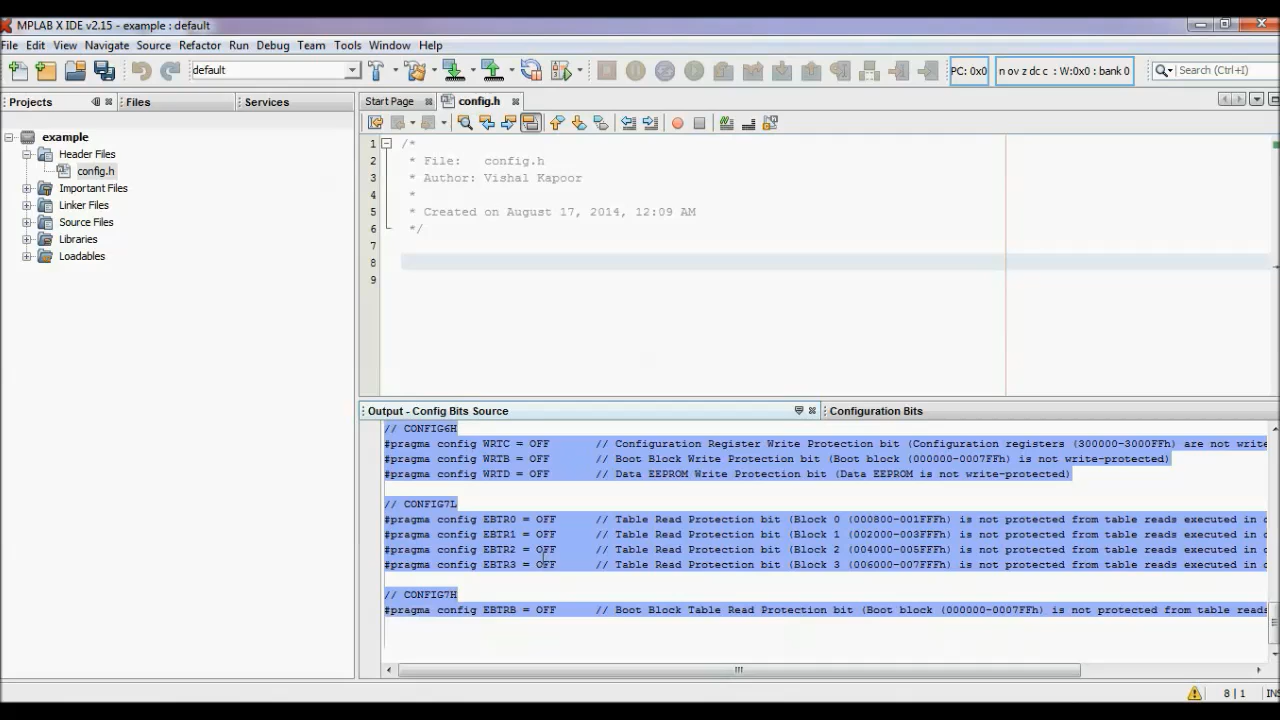 MPLAB X IDE v2.15 - example : default
File Edit View Navigate Source Refactor Run Debug Team Tools Window Help
default
PC: 0x0
n ov z dc c : W:0x0 : bank 0
Search (Ctrl+I)
Projects
Files
Services
example
Header Files
config.h
Important Files
Linker Files
Source Files
Libraries
Loadables
Start Page
config.h
1 /*
2 * File: config.h
3 * Author: Vishal Kapoor
4 *
5 * Created on August 17, 2014, 12:09 AM
6 */
7
8
9
Output - Config Bits Source
Configuration Bits
// CONFIG6H
#pragma config WRTC = OFF // Configuration Register Write Protection bit (Configuration registers (300000-3000FFh) are not write
#pragma config WRTB = OFF // Boot Block Write Protection bit (Boot block (000000-0007FFh) is not write-protected)
#pragma config WRTD = OFF // Data EEPROM Write Protection bit (Data EEPROM is not write-protected)
// CONFIG7L
#pragma config EBTR0 = OFF // Table Read Protection bit (Block 0 (000800-001FFFh) is not protected from table reads executed in
#pragma config EBTR1 = OFF // Table Read Protection bit (Block 1 (002000-003FFFh) is not protected from table reads executed in
#pragma config EBTR2 = OFF // Table Read Protection bit (Block 2 (004000-005FFFh) is not protected from table reads executed in
#pragma config EBTR3 = OFF // Table Read Protection bit (Block 3 (006000-007FFFh) is not protected from table reads executed in
// CONFIG7H
#pragma config EBTRB = OFF // Boot Block Table Read Protection bit (Boot block (000000-0007FFh) is not protected from table reads
8 | 1
INS